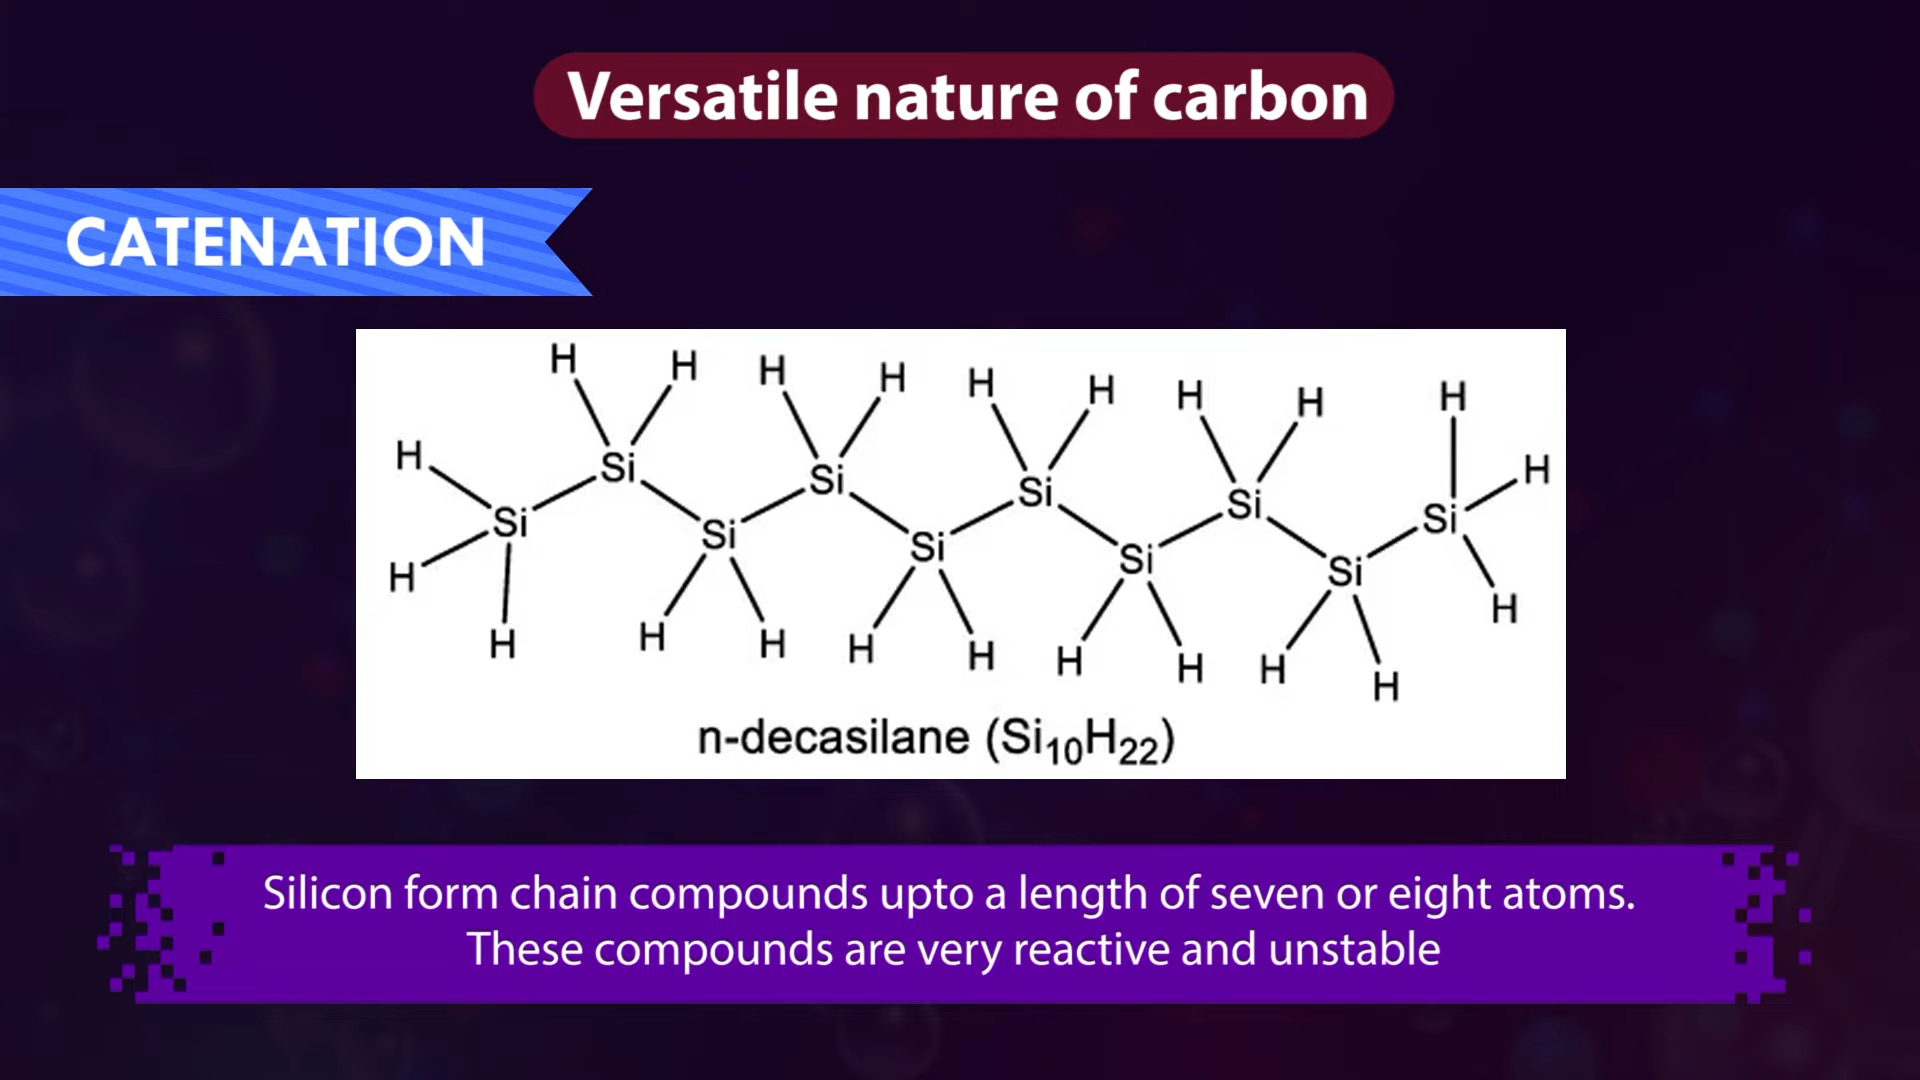 Versatile nature of carbon
CATENATION
H H H H H H H H H
H Si Si Si Si Si H
Si Si Si Si Si
H H H H H H H H H H H
n-decasilane (Si₁₀H₂₂)
Silicon form chain compounds upto a length of seven or eight atoms.
These compounds are very reactive and unstable